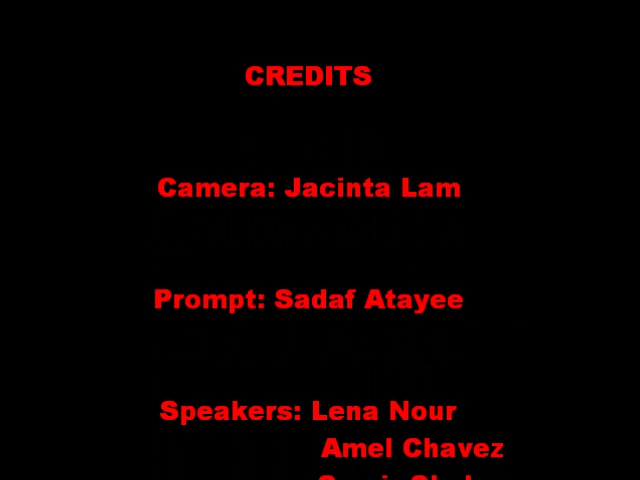 CREDITS
Camera: Jacinta Lam
Prompt: Sadaf Atayee
Speakers: Lena Nour
Amel Chavez